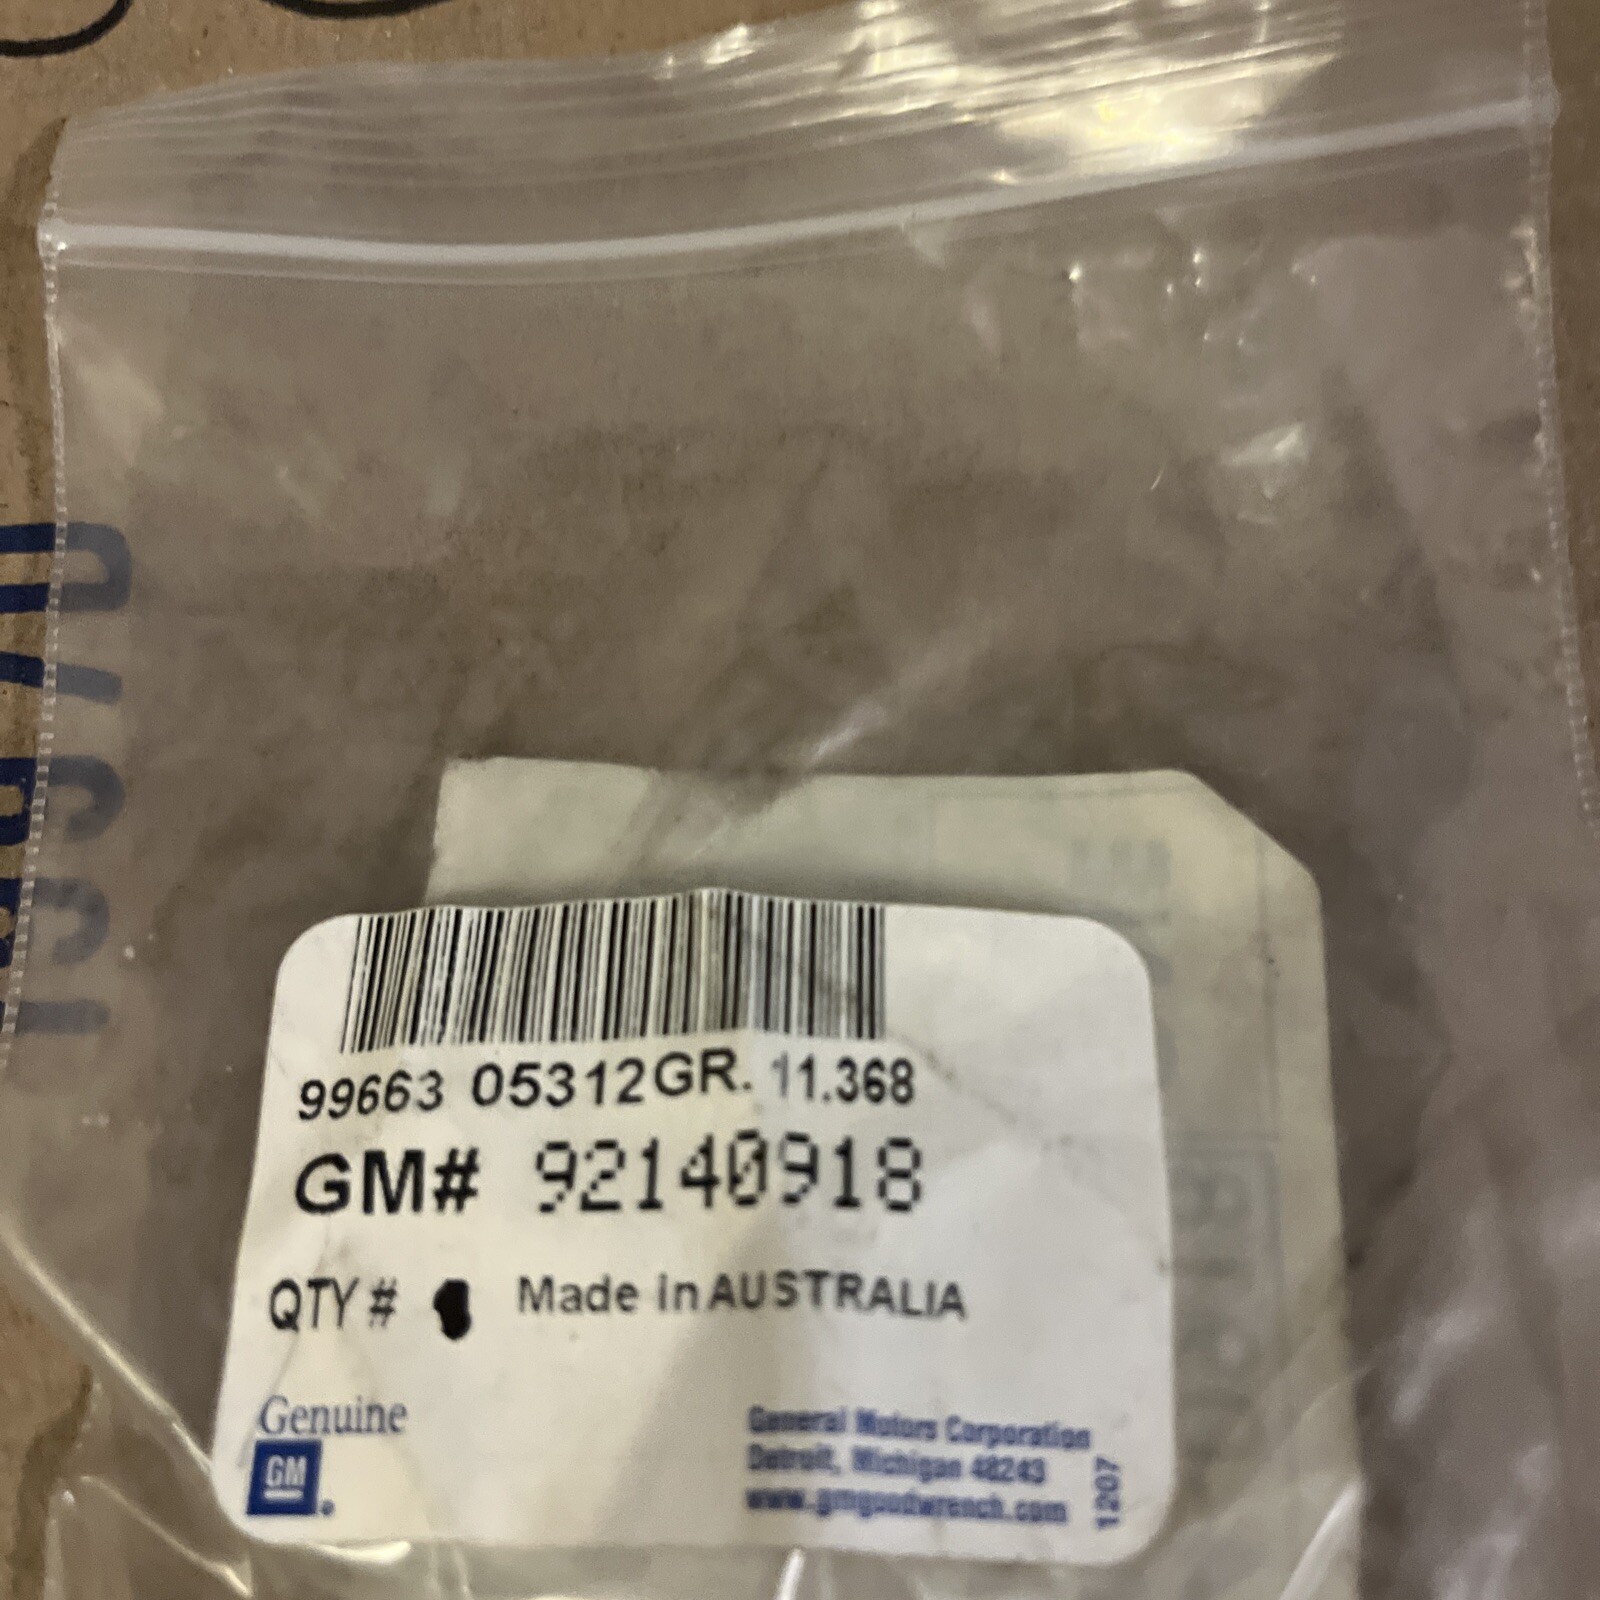 99663 05312GR. 11.368
GM# 92140918
QTY # Made in AUSTRALIA
Genuine
GM
General Motors Corporation
Detroit, Michigan 48243
www.gmgoodwrench.com
1207